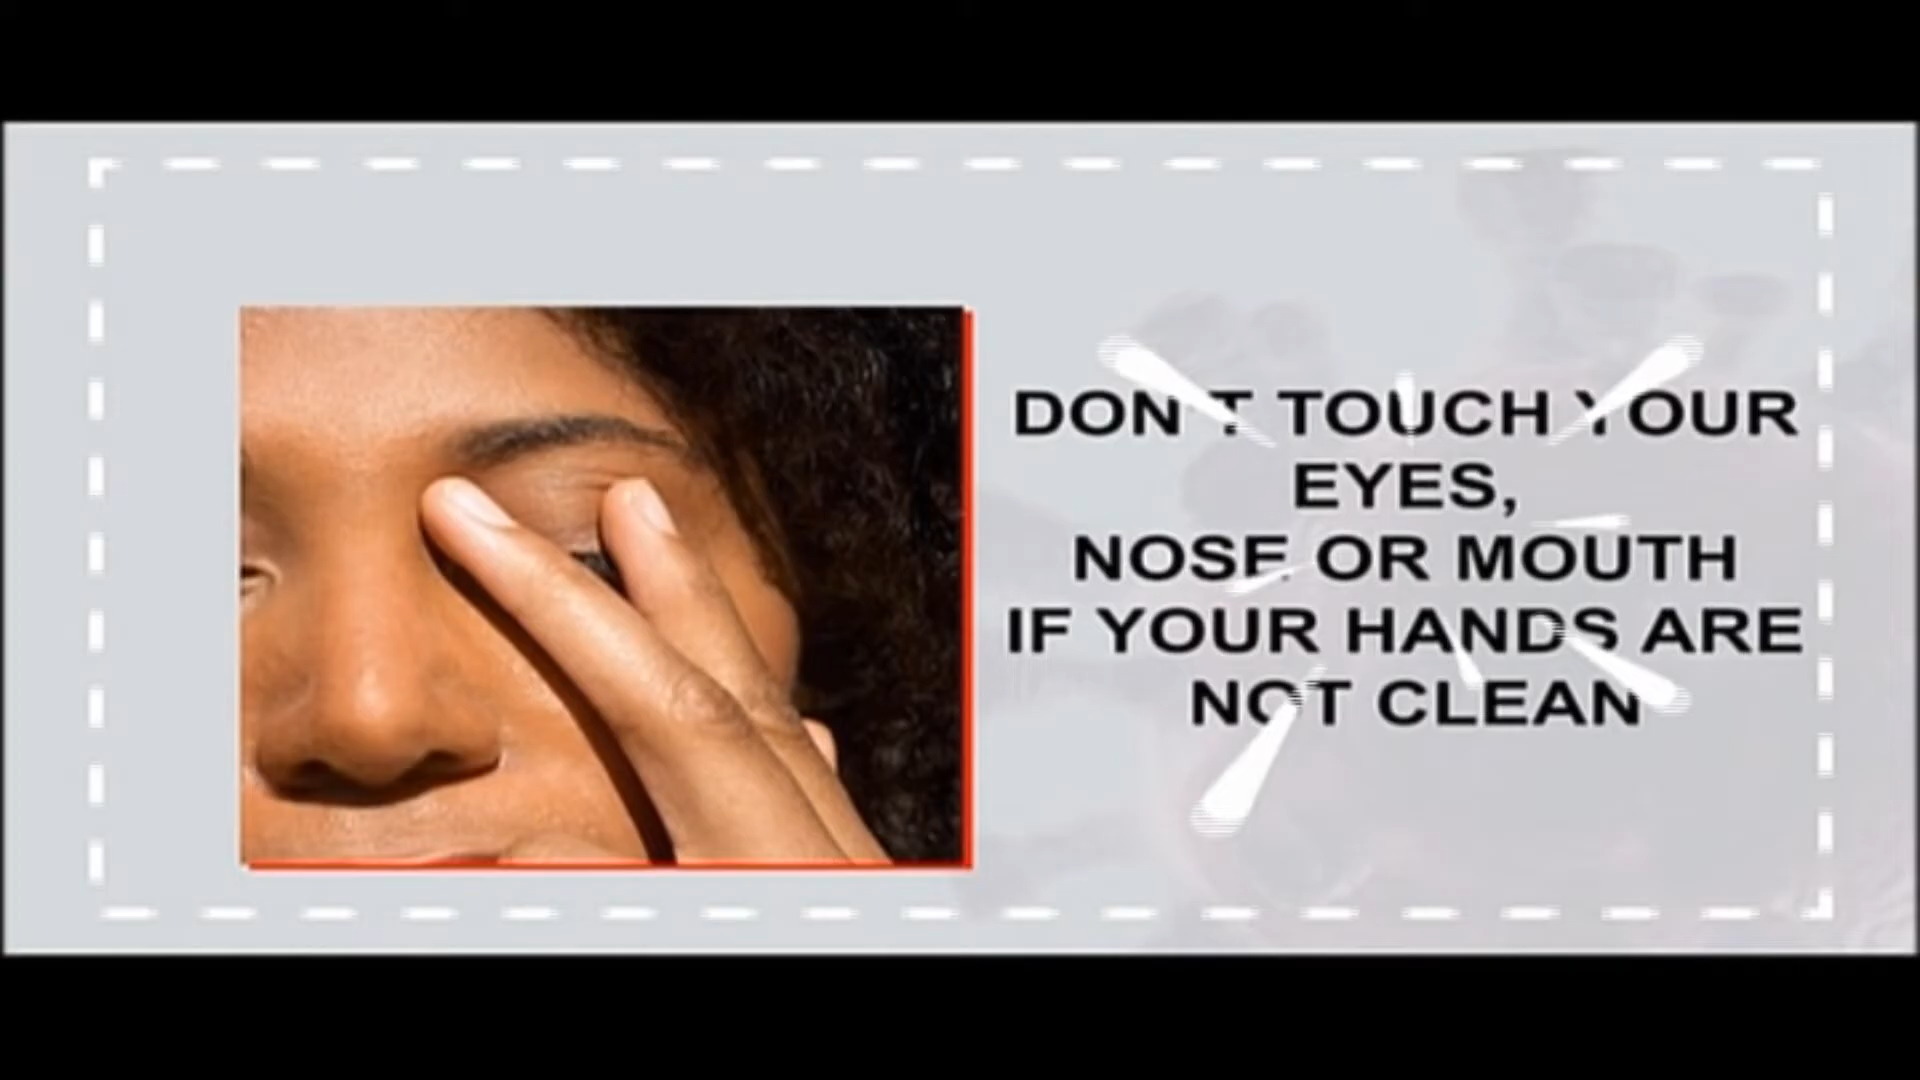 DON'T TOUCH YOUR
EYES,
NOSE OR MOUTH
IF YOUR HANDS ARE
NOT CLEAN